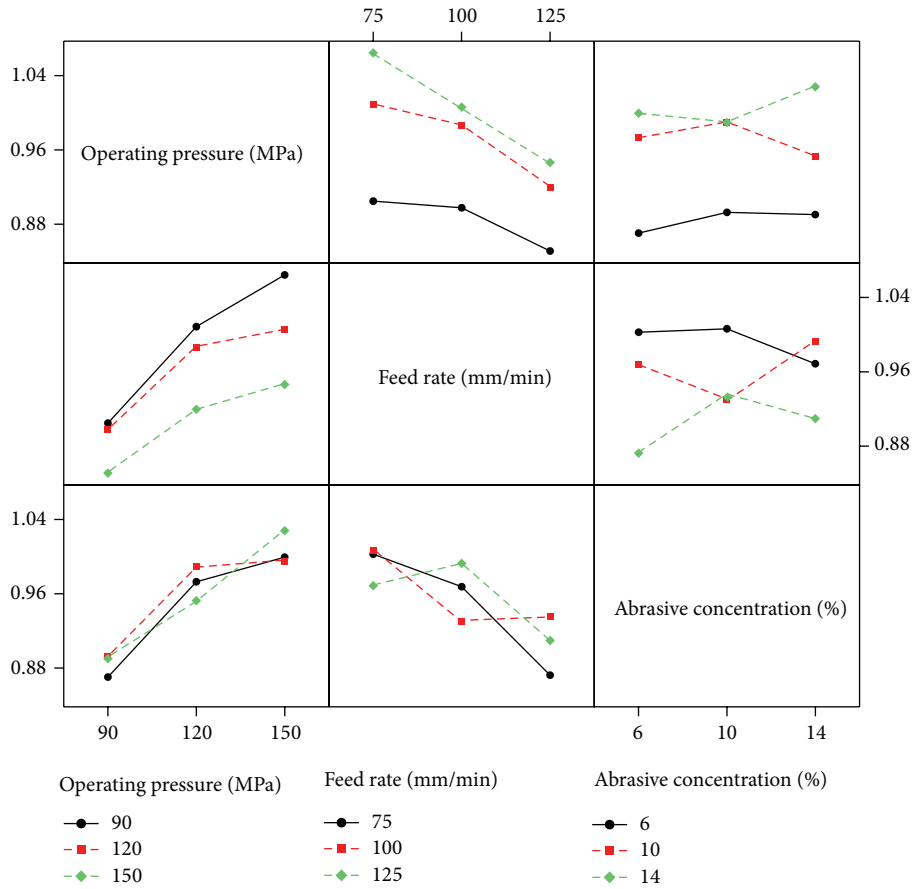 75 100 125
1.04
0.96
0.88
Operating pressure (MPa)
Feed rate (mm/min)
1.04
0.96
0.88
1.04
0.96
0.88
Abrasive concentration (%)
90 120 150
6 10 14
Operating pressure (MPa)
90
120
150
Feed rate (mm/min)
75
100
125
Abrasive concentration (%)
6
10
14